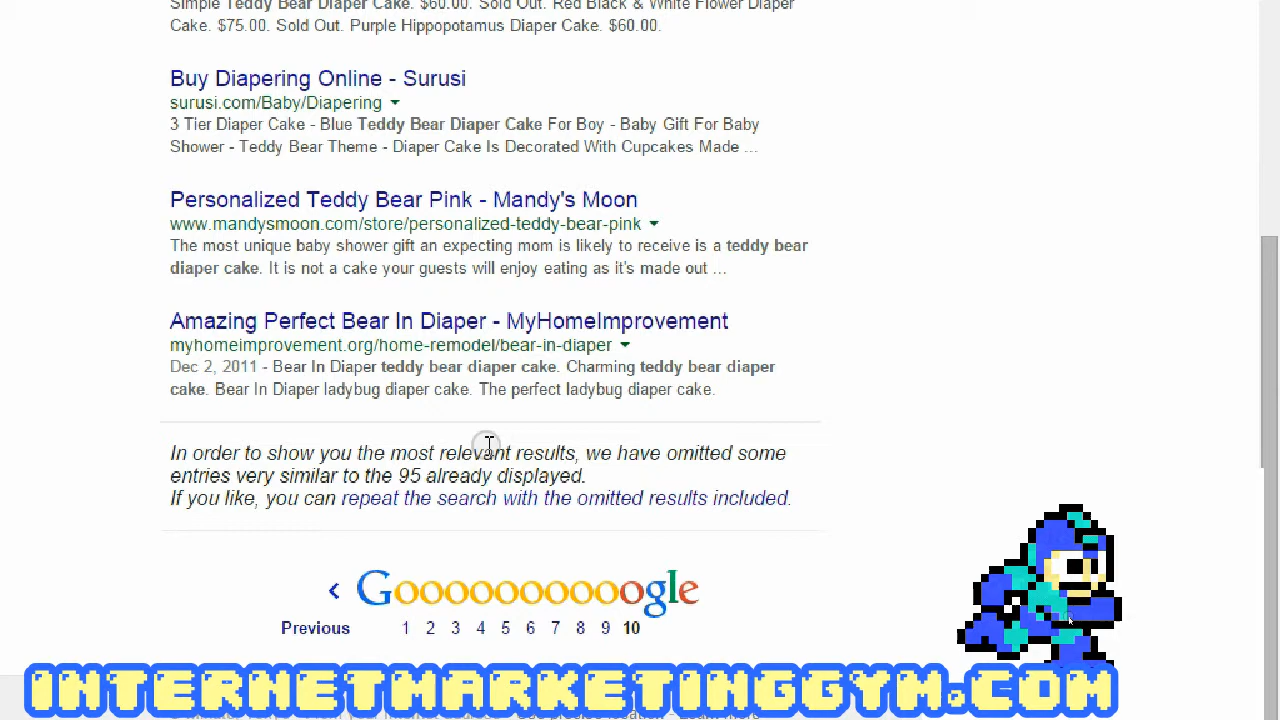 Simple Teddy Bear Diaper Cake. $60.00. Sold Out. Red Black & White Flower Diaper
Cake. $75.00. Sold Out. Purple Hippopotamus Diaper Cake. $60.00.
Buy Diapering Online - Surusi
surusi.com/Baby/Diapering
3 Tier Diaper Cake - Blue Teddy Bear Diaper Cake For Boy - Baby Gift For Baby
Shower - Teddy Bear Theme - Diaper Cake Is Decorated With Cupcakes Made ...
Personalized Teddy Bear Pink - Mandy's Moon
www.mandysmoon.com/store/personalized-teddy-bear-pink
The most unique baby shower gift an expecting mom is likely to receive is a teddy bear
diaper cake. It is not a cake your guests will enjoy eating as it's made out ...
Amazing Perfect Bear In Diaper - MyHomeImprovement
myhomeimprovement.org/home-remodel/bear-in-diaper
Dec 2, 2011 - Bear In Diaper teddy bear diaper cake. Charming teddy bear diaper
cake. Bear In Diaper ladybug diaper cake. The perfect ladybug diaper cake.
In order to show you the most relevant results, we have omitted some
entries very similar to the 95 already displayed.
If you like, you can repeat the search with the omitted results included.
Goooooooooogle
Previous 1 2 3 4 5 6 7 8 9 10
INTERNETMARKETINGGYM.COM